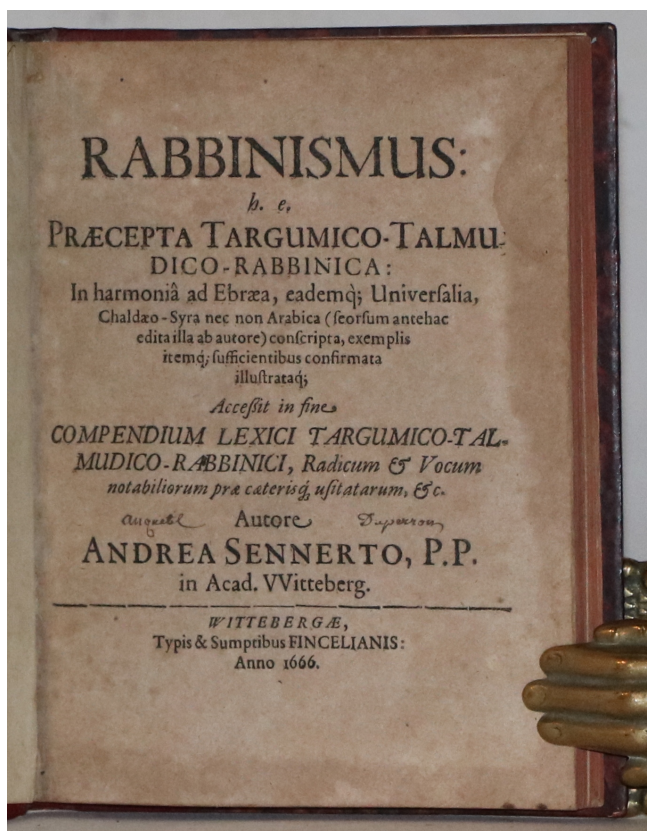 RABBINISMUS:
h. e.
PRÆCEPTA TARGUMICO-TALMU-
DICO-RABBINICA:
In harmoniâ ad Ebræa, eademq́; Univerſalia,
Chaldæo-Syra nec non Arabica (ſeorſum antehac
edita illa ab autore) conſcripta, exemplis
itemq́; ſufficientibus confirmata
illuſtrataq́;
Acceſſit in fine
COMPENDIUM LEXICI TARGUMICO-TAL-
MUDICO-RABBINICI, Radicum & Vocum
notabiliorum præ cæterisq́, uſitatarum, &c.
Anquetil Autore Duperron
ANDREA SENNERTO, P.P.
in Acad. VVitteberg.
WITTEBERGÆ,
Typis & Sumptibus FINCELIANIS:
Anno 1666.